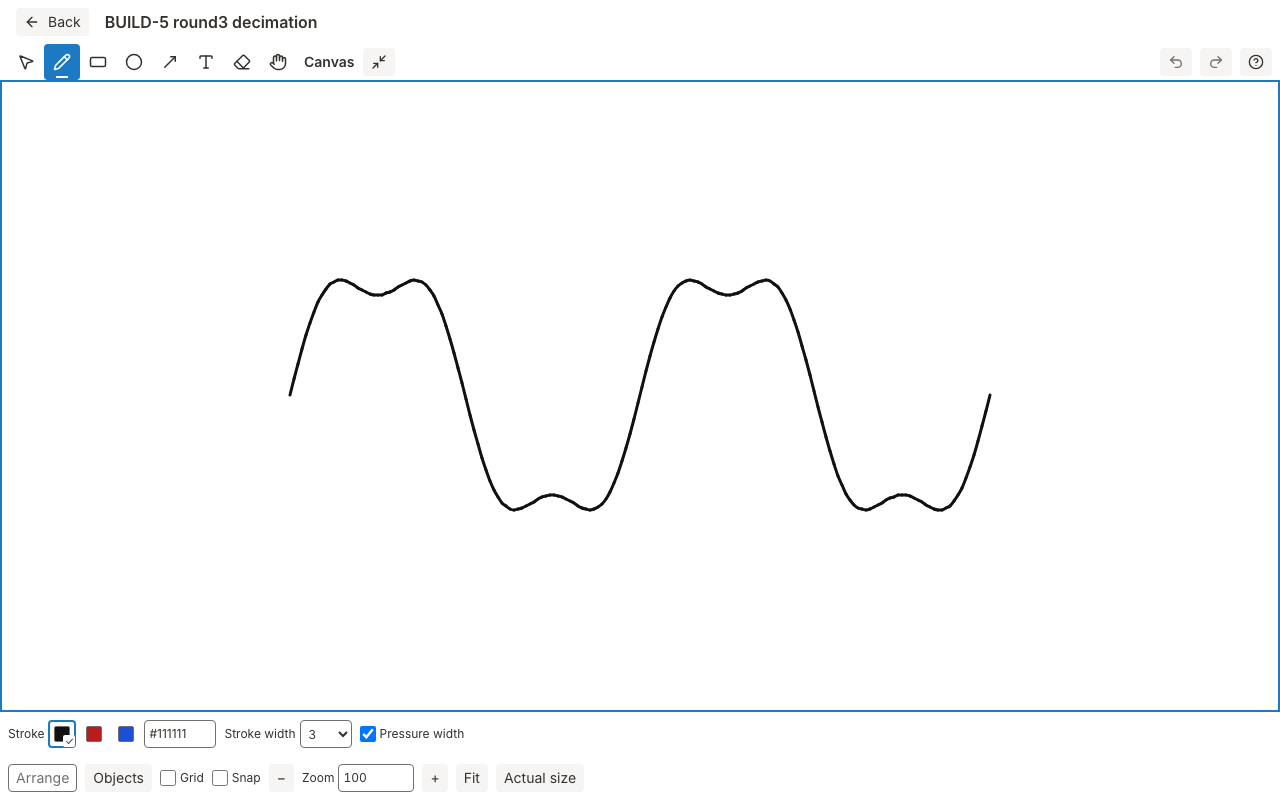 Back BUILD-5 round3 decimation
Canvas
Stroke #111111 Stroke width 3 Pressure width
Arrange Objects Grid Snap − Zoom 100 + Fit Actual size